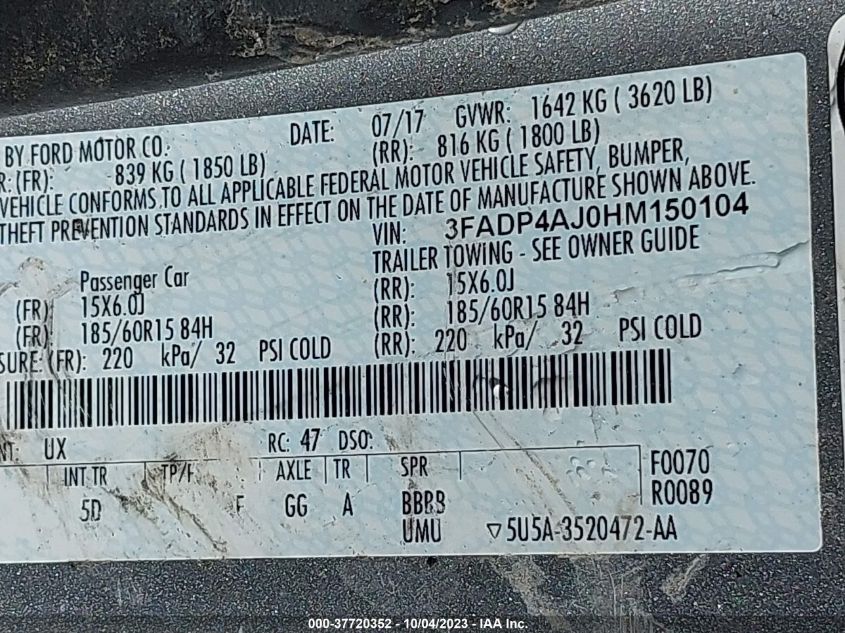 BY FORD MOTOR CO. DATE: 07/17 GVWR: 1642 KG ( 3620 LB)
(FR): 839 KG ( 1850 LB) (RR): 816 KG ( 1800 LB)
VEHICLE CONFORMS TO ALL APPLICABLE FEDERAL MOTOR VEHICLE SAFETY, BUMPER,
THEFT PREVENTION STANDARDS IN EFFECT ON THE DATE OF MANUFACTURE SHOWN ABOVE.
VIN: 3FADP4AJ0HM150104
Passenger Car TRAILER TOWING - SEE OWNER GUIDE
(FR): 15X6.0J (RR): 15X6.0J
(FR): 185/60R15 84H (RR): 185/60R15 84H
SURE: (FR): 220 kPa/ 32 PSI COLD (RR): 220 kPa/ 32 PSI COLD
NT: UX RC: 47 DSO:
INT TR TP/F AXLE TR SPR F0070
5D F GG A BBBB R0089
UMU 5U5A-3520472-AA
000-37720352 - 10/04/2023 - IAA Inc.